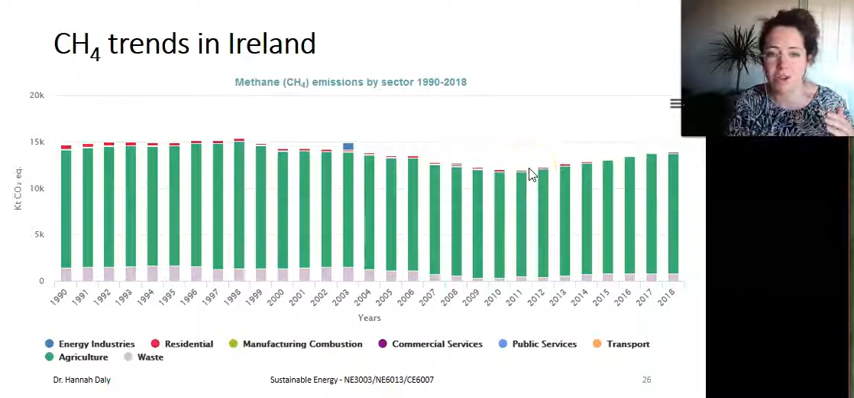 CH₄ trends in Ireland
Methane (CH₄) emissions by sector 1990-2018
20k
15k
10k
5k
0
Kt CO₂ eq.
1990 1991 1992 1993 1994 1995 1996 1997 1998 1999 2000 2001 2002 2003 2004 2005 2006 2007 2008 2009 2010 2011 2012 2013 2014 2015 2016 2017 2018
Years
Energy Industries Residential Manufacturing Combustion Commercial Services Public Services Transport
Agriculture Waste
Dr. Hannah Daly Sustainable Energy - NE3003/NE6013/CE6007 26